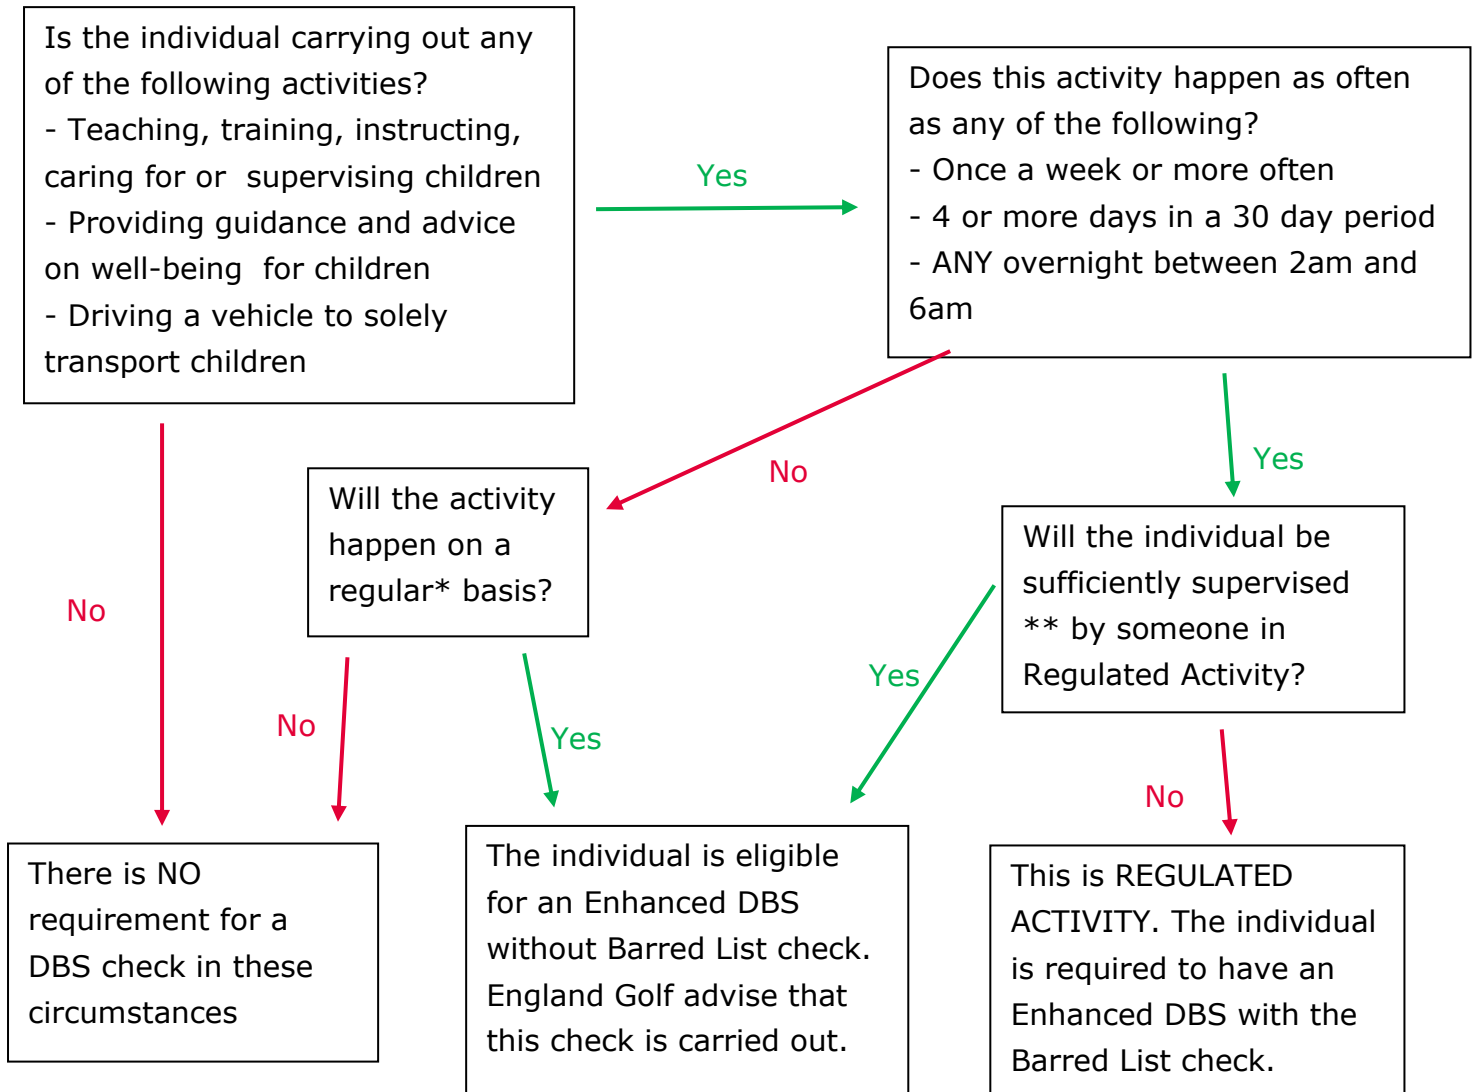 Is the individual carrying out any
of the following activities?
- Teaching, training, instructing,
caring for or  supervising children
- Providing guidance and advice
on well-being  for children
- Driving a vehicle to solely
transport children
Yes
Does this activity happen as often
as any of the following?
- Once a week or more often
- 4 or more days in a 30 day period
- ANY overnight between 2am and
6am
No
No
Yes
Will the activity
happen on a
regular* basis?
Will the individual be
sufficiently supervised
** by someone in
Regulated Activity?
No
Yes
Yes
No
There is NO
requirement for a
DBS check in these
circumstances
The individual is eligible
for an Enhanced DBS
without Barred List check.
England Golf advise that
this check is carried out.
This is REGULATED
ACTIVITY. The individual
is required to have an
Enhanced DBS with the
Barred List check.